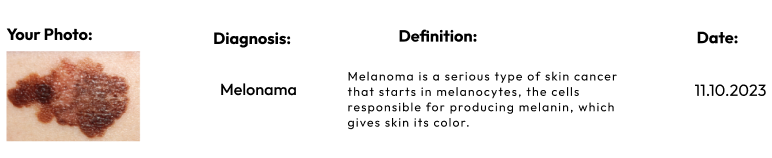 Your Photo:
Diagnosis:
Definition:
Date:
Melonama
Melanoma is a serious type of skin cancer
that starts in melanocytes, the cells
responsible for producing melanin, which
gives skin its color.
11.10.2023